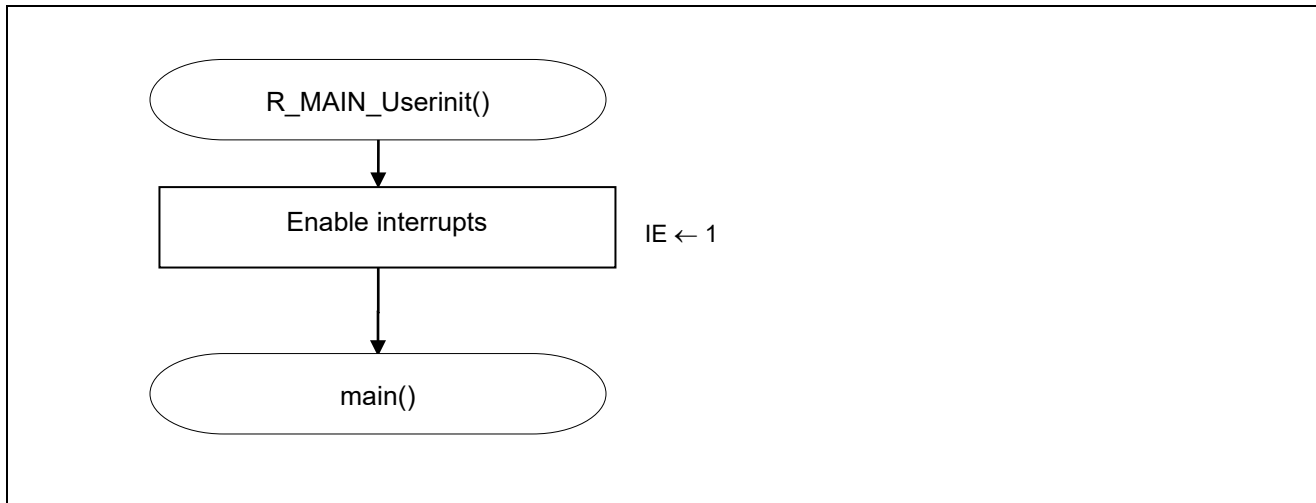 R_MAIN_Userinit()
Enable interrupts
IE ← 1
main()